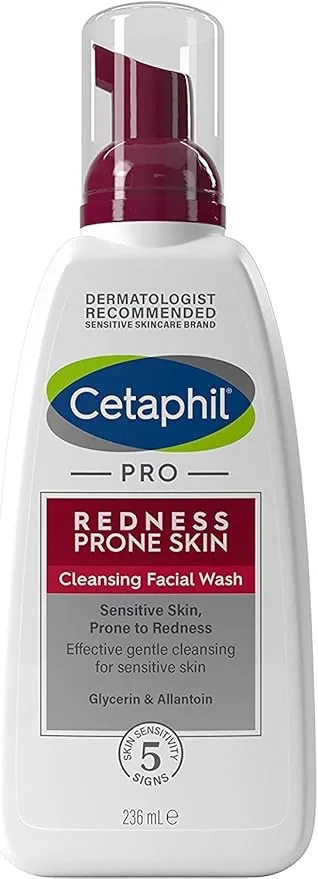 DERMATOLOGIST
RECOMMENDED
SENSITIVE SKINCARE BRAND
Cetaphil®
PRO
REDNESS
PRONE SKIN
Cleansing Facial Wash
Sensitive Skin,
Prone to Redness
Effective gentle cleansing
for sensitive skin
Glycerin & Allantoin
SKIN SENSITIVITY
5
SIGNS
236 mL℮